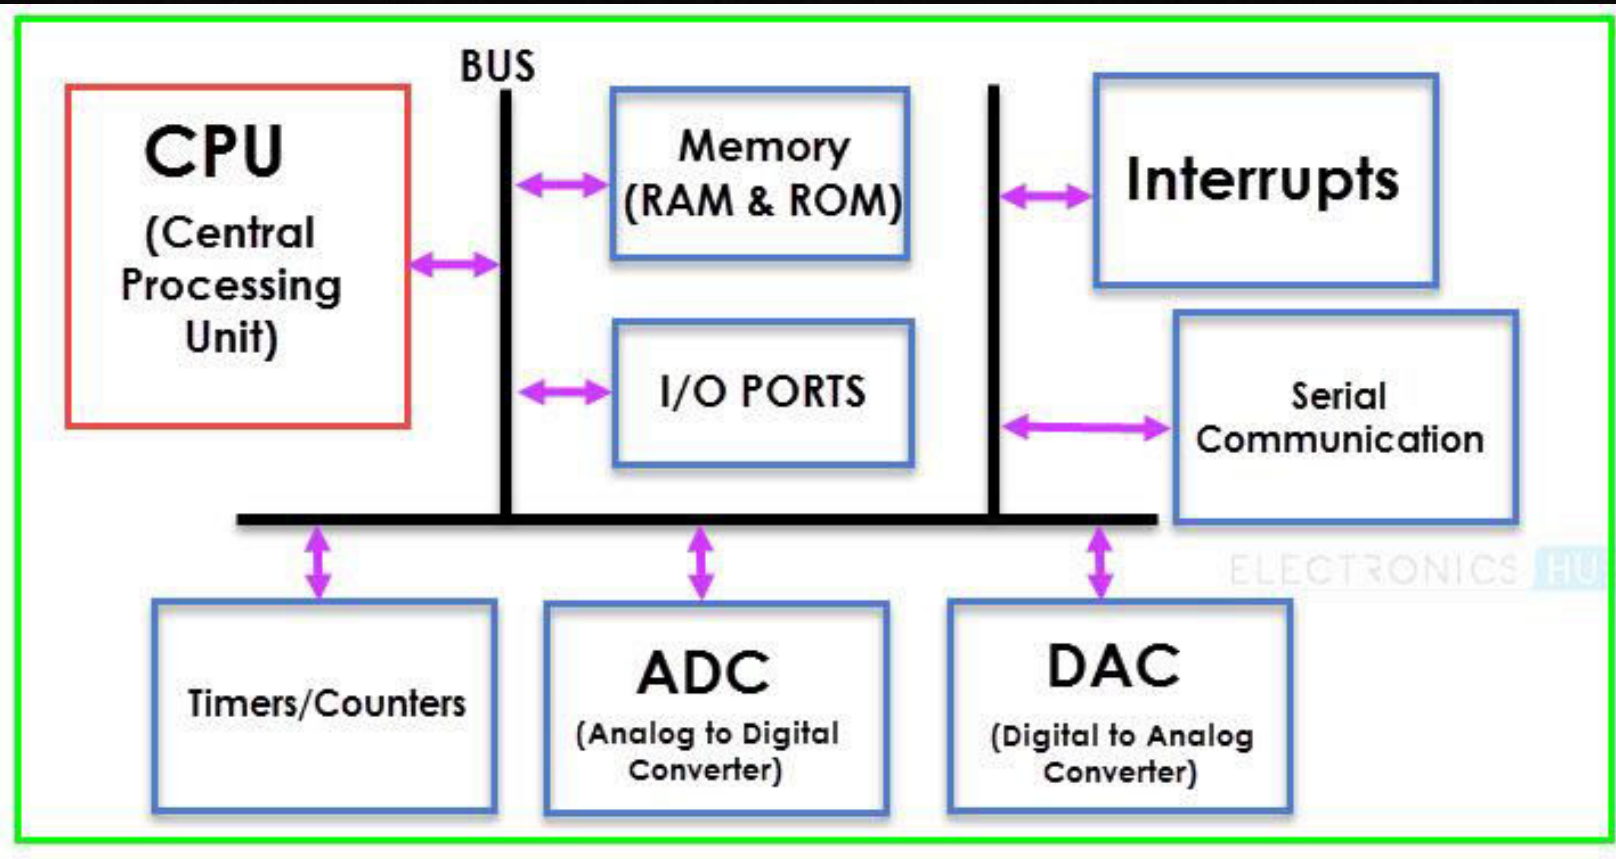 BUS
CPU
(Central
Processing
Unit)
Memory
(RAM & ROM)
I/O PORTS
Interrupts
Serial
Communication
ELECTRONICS
Timers/Counters
ADC
(Analog to Digital
Converter)
DAC
(Digital to Analog
Converter)